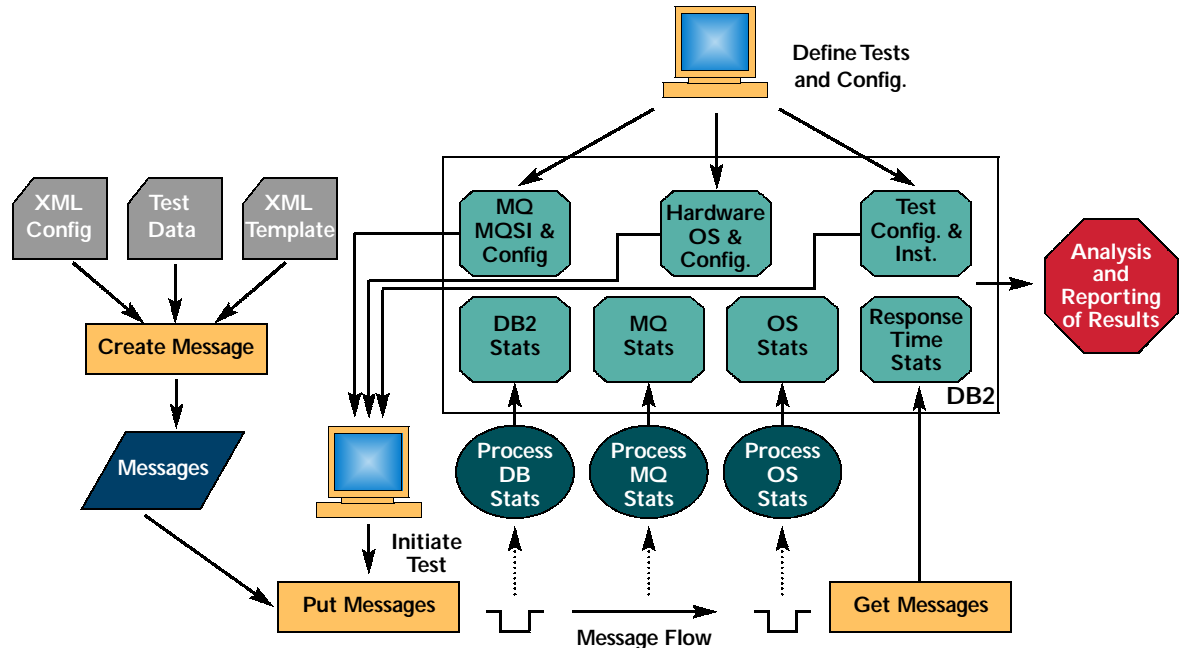 Define Tests
and Config.
XML
Config
Test
Data
XML
Template
MQ
MQSI &
Config
Hardware
OS &
Config.
Test
Config. &
Inst.
Analysis
and
Reporting
of Results
Create Message
DB2
Stats
MQ
Stats
OS
Stats
Response
Time
Stats
DB2
Messages
Process
DB
Stats
Process
MQ
Stats
Process
OS
Stats
Initiate
Test
Put Messages
Message Flow
Get Messages